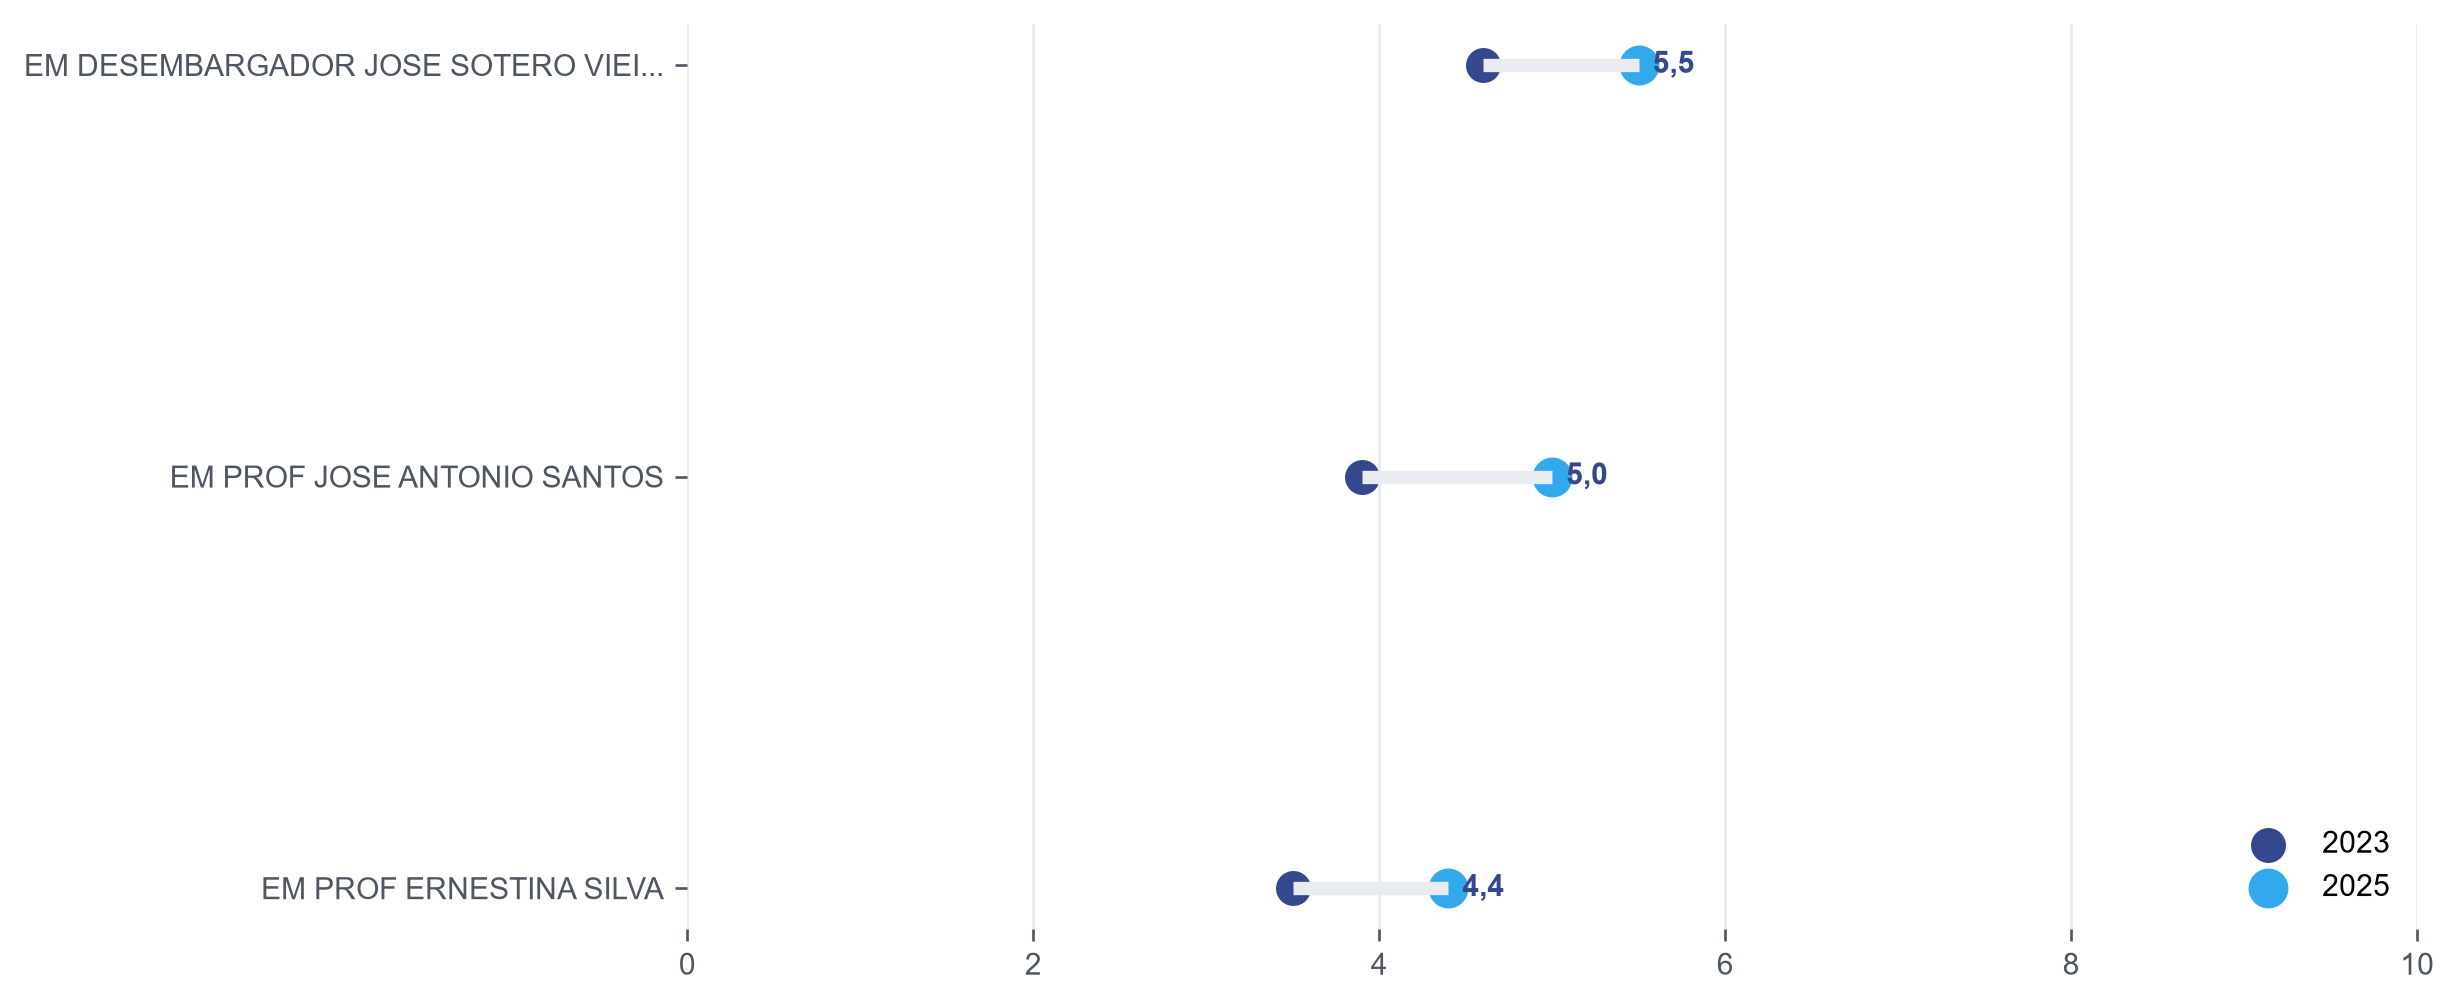 EM DESEMBARGADOR JOSE SOTERO VIEI...
5,5
EM PROF JOSE ANTONIO SANTOS
5,0
EM PROF ERNESTINA SILVA
4,4
2023
2025
0 2 4 6 8 10